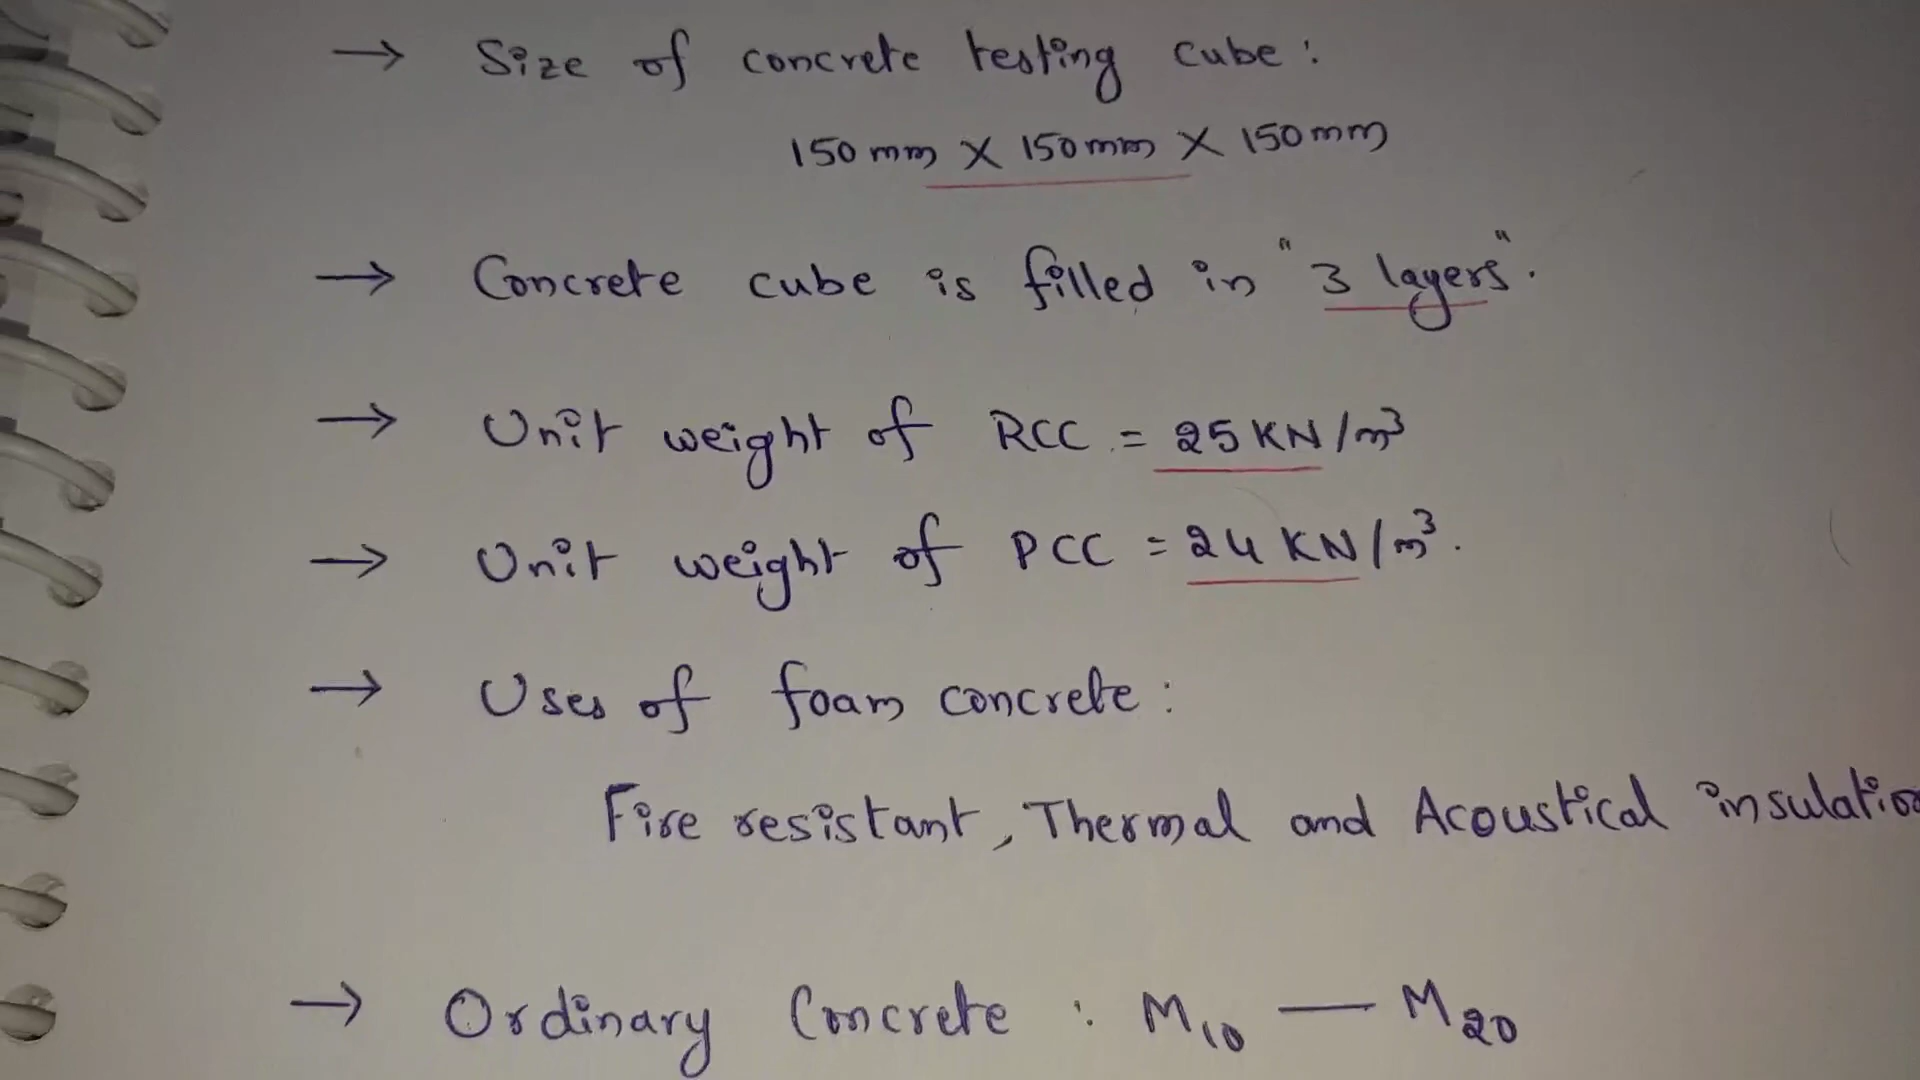 → Size of concrete testing cube :
150 mm X 150 mm X 150 mm
→ Concrete cube is filled in "3 layers".
→ Unit weight of RCC = 25 KN/m³
→ Unit weight of PCC = 24 KN/m³.
→ Uses of foam concrete :
Fire resistant, Thermal and Acoustical insulation
→ Ordinary Concrete : M₁₀ — M₂₀